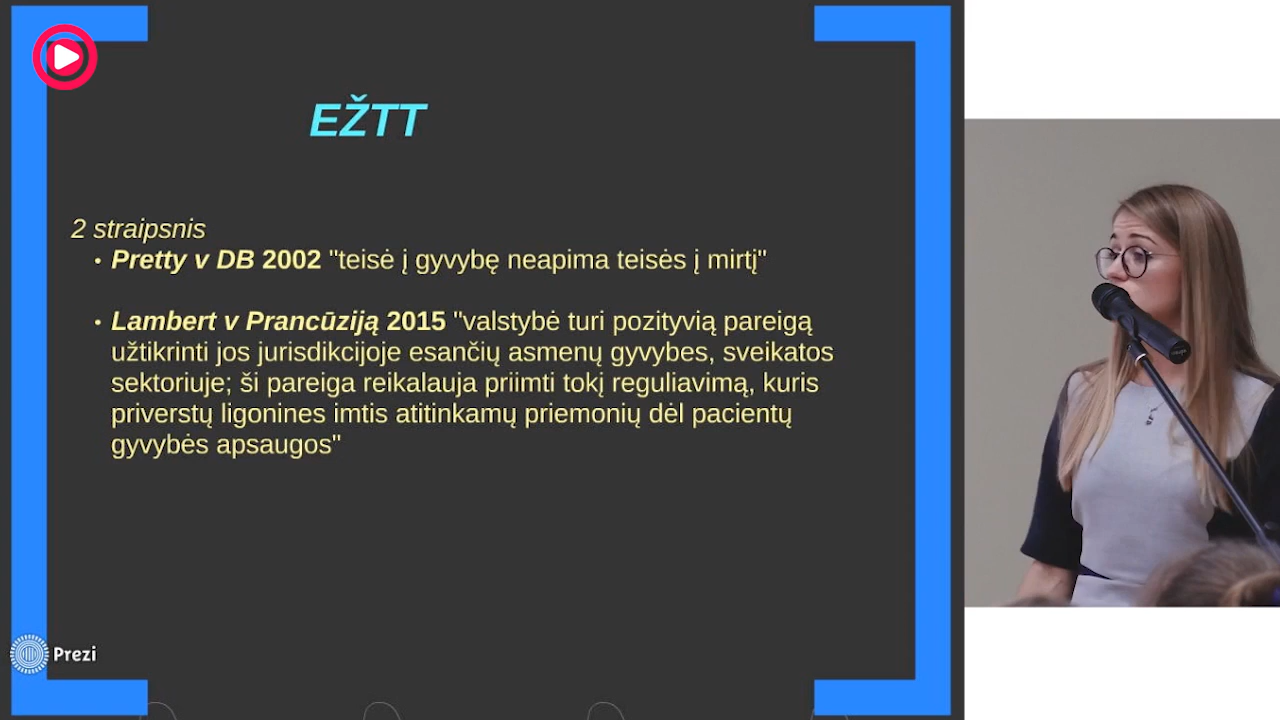 EŽTT
2 straipsnis
• Pretty v DB 2002 "teisė į gyvybę neapima teisės į mirtį"
• Lambert v Prancūziją 2015 "valstybė turi pozityvią pareigą
užtikrinti jos jurisdikcijoje esančių asmenų gyvybes, sveikatos
sektoriuje; ši pareiga reikalauja priimti tokį reguliavimą, kuris
priverstų ligonines imtis atitinkamų priemonių dėl pacientų
gyvybės apsaugos"
Prezi